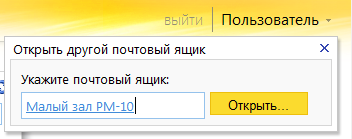 выйти Пользователь
Открыть другой почтовый ящик
Укажите почтовый ящик:
Малый зал РМ-10 Открыть...